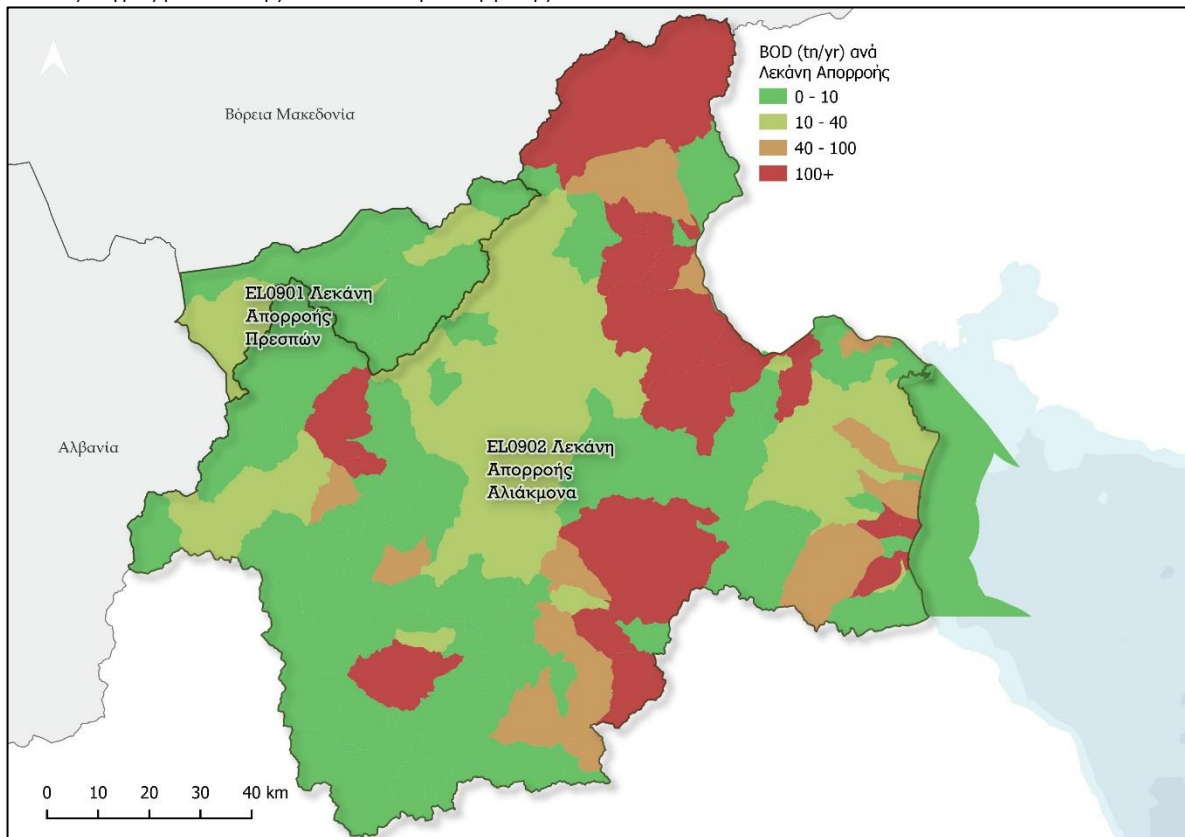 BOD (tn/yr) ανά
Λεκάνη Απορροής
0 - 10
10 - 40
40 - 100
100+
Βόρεια Μακεδονία
EL0901 Λεκάνη
Απορροής
Πρεσπών
Αλβανία
EL0902 Λεκάνη
Απορροής
Αλιάκμονα
0 10 20 30 40 km